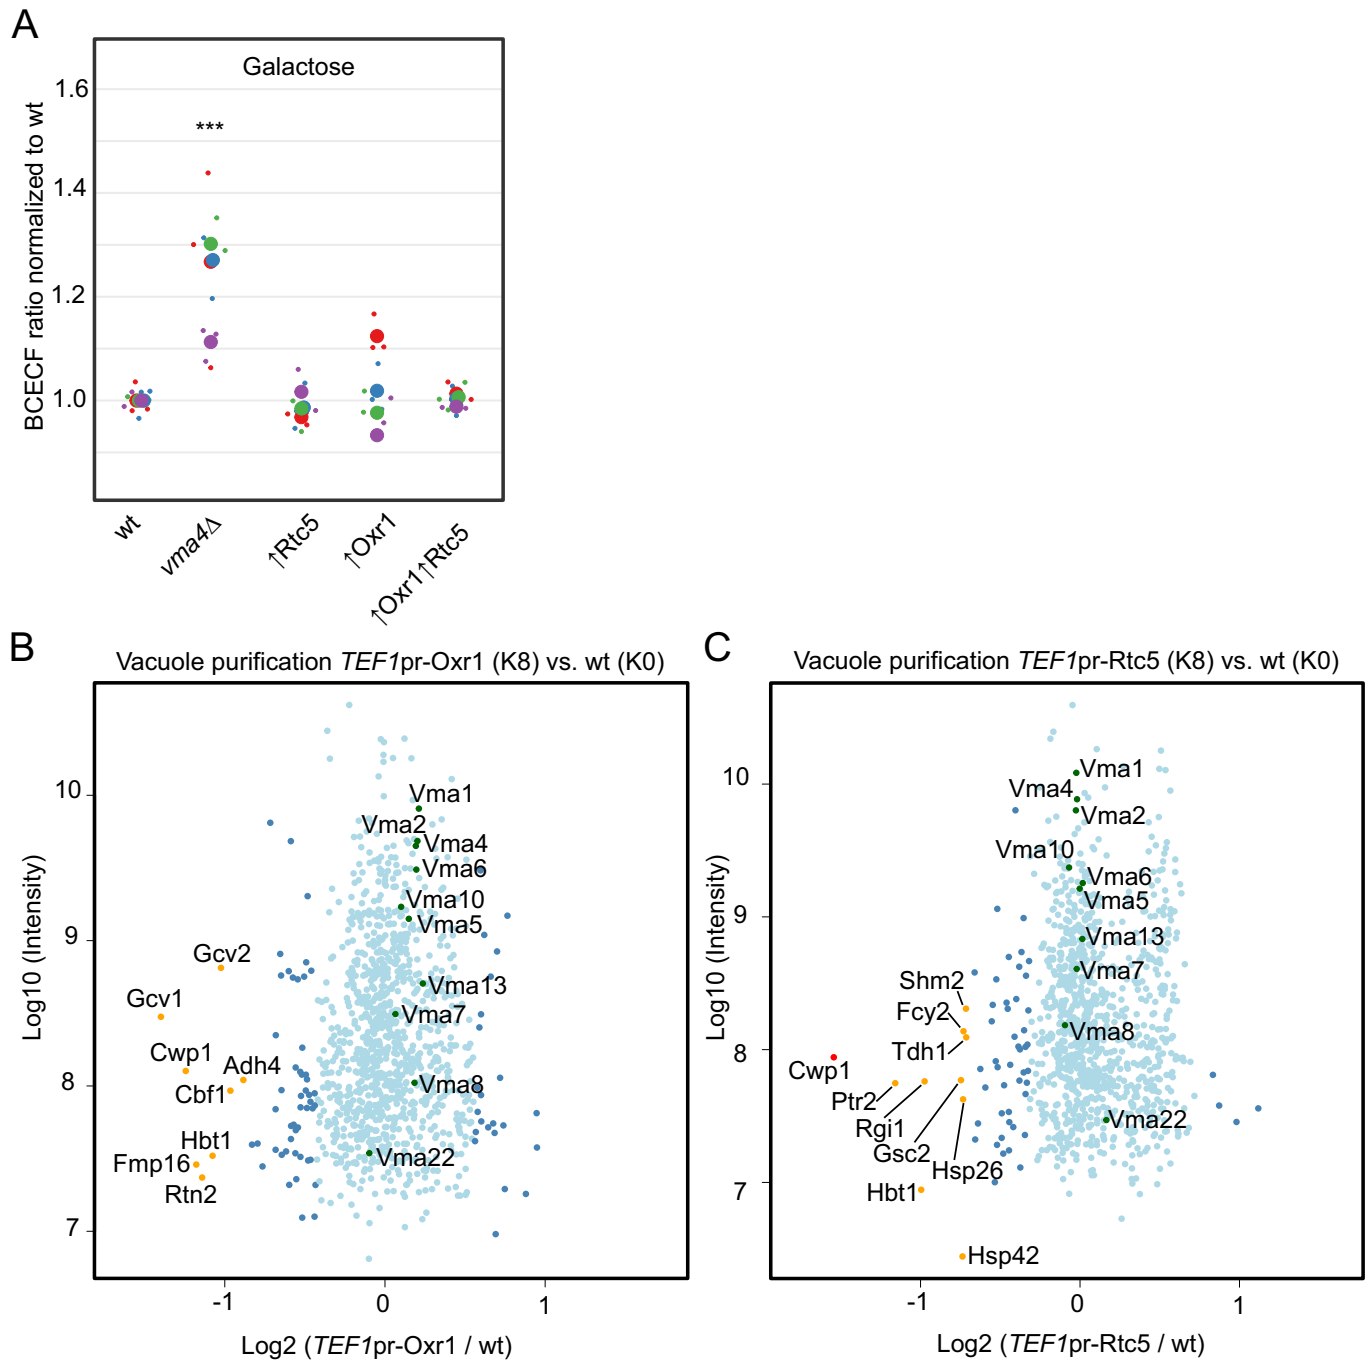 A
Galactose
BCECF ratio normalized to wt
1.6
1.4
1.2
1.0
***
wt
vma4Δ
↑Rtc5
↑Oxr1
↑Oxr1↑Rtc5
B
Vacuole purification TEF1pr-Oxr1 (K8) vs. wt (K0)
Log10 (Intensity)
10
9
8
7
Vma1
Vma2
Vma4
Vma6
Vma10
Vma5
Gcv2
Vma13
Gcv1
Vma7
Cwp1
Adh4
Cbf1
Vma8
Hbt1
Fmp16
Vma22
Rtn2
-1
0
1
Log2 (TEF1pr-Oxr1 / wt)
C
Vacuole purification TEF1pr-Rtc5 (K8) vs. wt (K0)
Log10 (Intensity)
10
9
8
7
Vma1
Vma4
Vma2
Vma10
Vma6
Vma5
Vma13
Vma7
Shm2
Fcy2
Vma8
Tdh1
Cwp1
Ptr2
Rgi1
Vma22
Gsc2
Hsp26
Hbt1
Hsp42
-1
0
1
Log2 (TEF1pr-Rtc5 / wt)